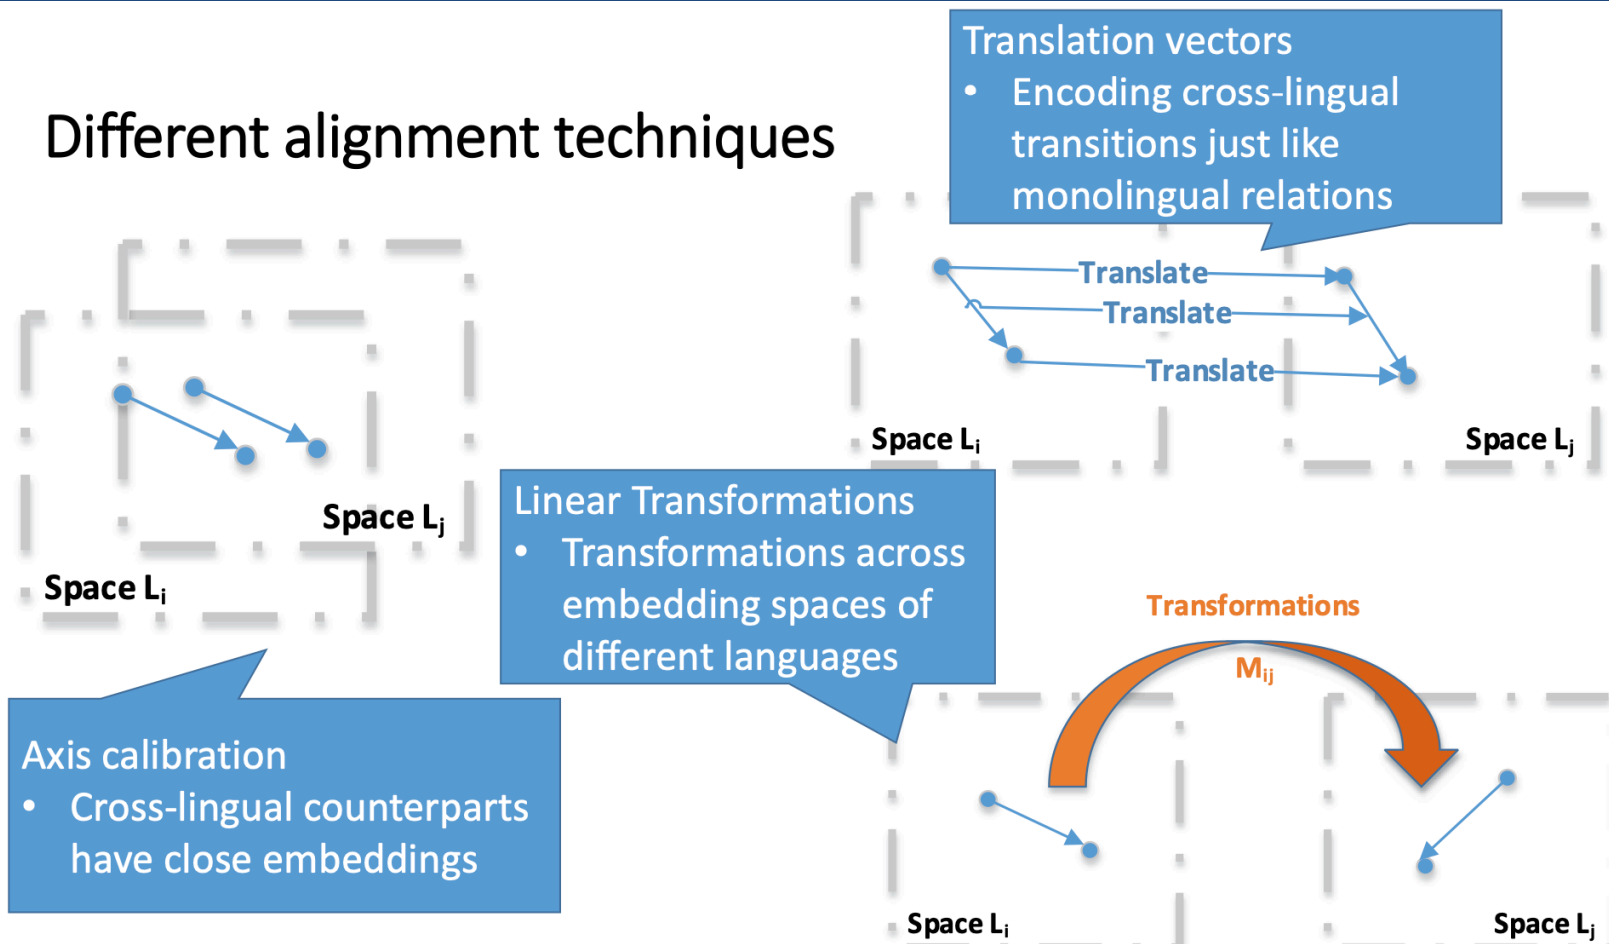 Different alignment techniques
Translation vectors
• Encoding cross-lingual
transitions just like
monolingual relations
Translate
Translate
Translate
Space Li
Space Lj
Space Lj
Space Li
Axis calibration
• Cross-lingual counterparts
have close embeddings
Linear Transformations
• Transformations across
embedding spaces of
different languages
Transformations
Mij
Space Li
Space Lj